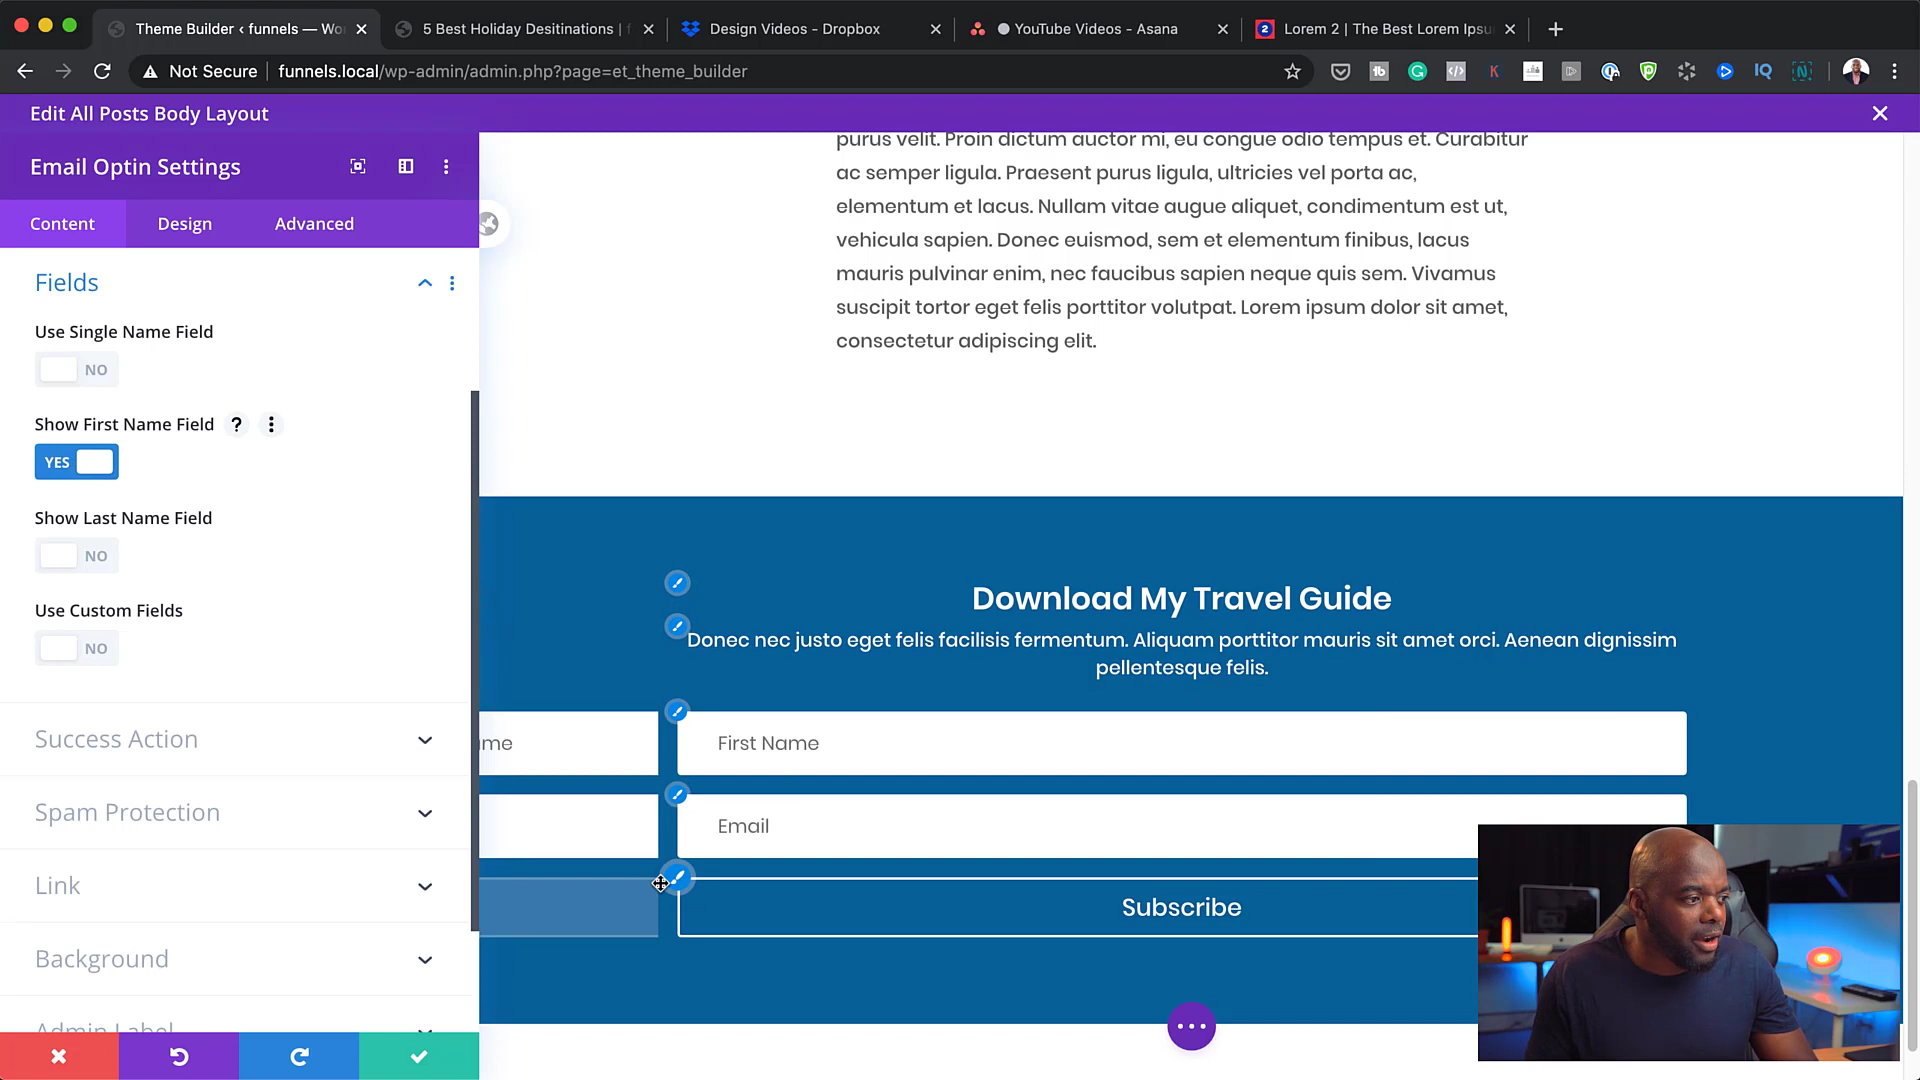 Theme Builder ‹ funnels — Wo
5 Best Holiday Desitinations |
Design Videos - Dropbox
YouTube Videos - Asana
2
Lorem 2 | The Best Lorem Ipsu
Not Secure
funnels.local/wp-admin/admin.php?page=et_theme_builder
tb
IQ
N
Edit All Posts Body Layout
Email Optin Settings
Content
Design
Advanced
Fields
Use Single Name Field
NO
Show First Name Field
?
YES
Show Last Name Field
NO
Use Custom Fields
NO
Success Action
Spam Protection
Link
Background
Admin Label
purus velit. Proin dictum auctor mi, eu congue odio tempus et. Curabitur
ac semper ligula. Praesent purus ligula, ultricies vel porta ac,
elementum et lacus. Nullam vitae augue aliquet, condimentum est ut,
vehicula sapien. Donec euismod, sem et elementum finibus, lacus
mauris pulvinar enim, nec faucibus sapien neque quis sem. Vivamus
suscipit tortor eget felis porttitor volutpat. Lorem ipsum dolor sit amet,
consectetur adipiscing elit.
Download My Travel Guide
Donec nec justo eget felis facilisis fermentum. Aliquam porttitor mauris sit amet orci. Aenean dignissim
pellentesque felis.
ame
First Name
Email
Subscribe